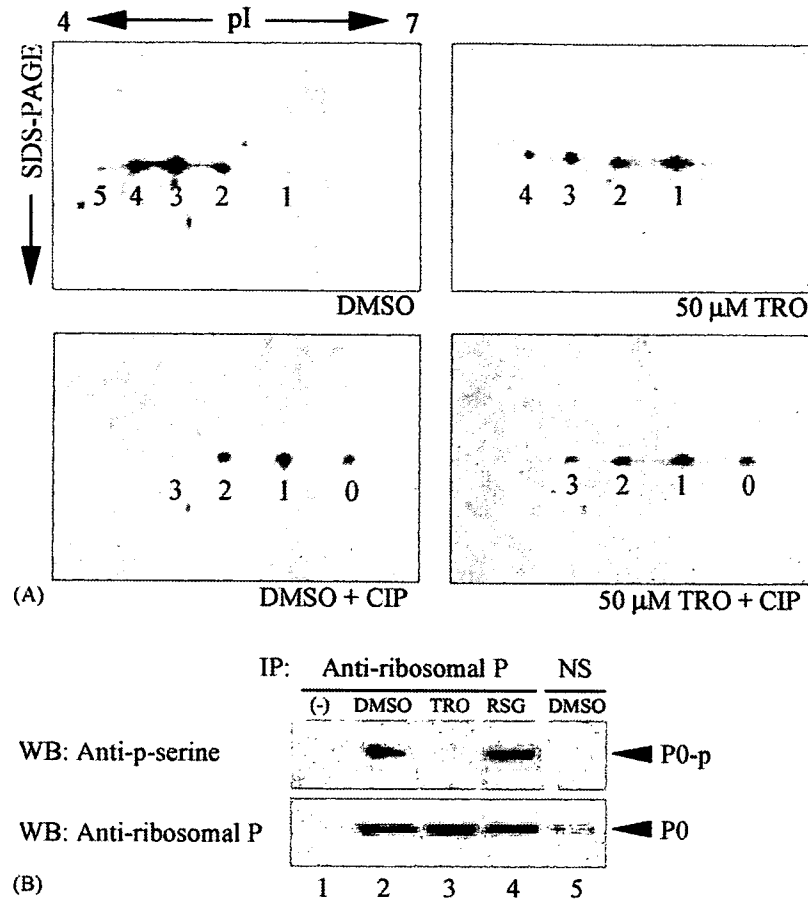 4 pI 7
SDS-PAGE
5 4 3 2 1
DMSO
4 3 2 1
50 µM TRO
3 2 1 0
DMSO + CIP
3 2 1 0
50 µM TRO + CIP
(A)
IP: Anti-ribosomal P NS
(-) DMSO TRO RSG DMSO
WB: Anti-p-serine P0-p
WB: Anti-ribosomal P P0
(B) 1 2 3 4 5